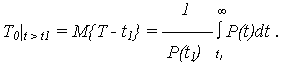 T₀|ₜ > ₜ₁ = M{T - t₁} = 1/P(t₁) ∫ₜ₁^∞ P(t)dt .